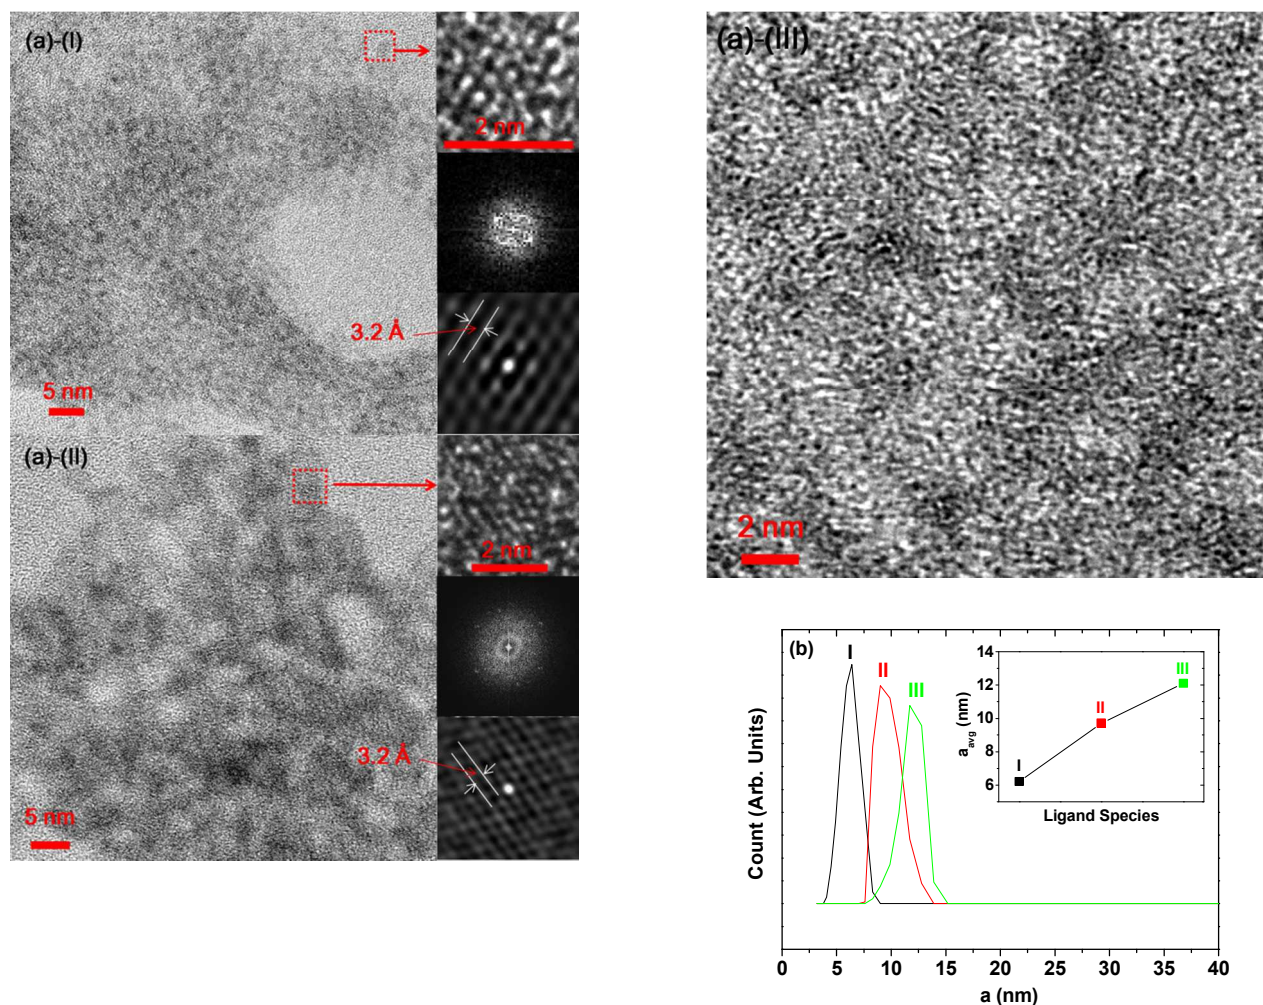 (a)-(I)
2 nm
3.2 Å
5 nm
(a)-(II)
2 nm
3.2 Å
5 nm
(a)-(III)
2 nm
(b)
I
II
III
Count (Arb. Units)
0 5 10 15 20 25 30 35 40
a (nm)
14
12
10
8
6
a_avg (nm)
I
II
III
Ligand Species